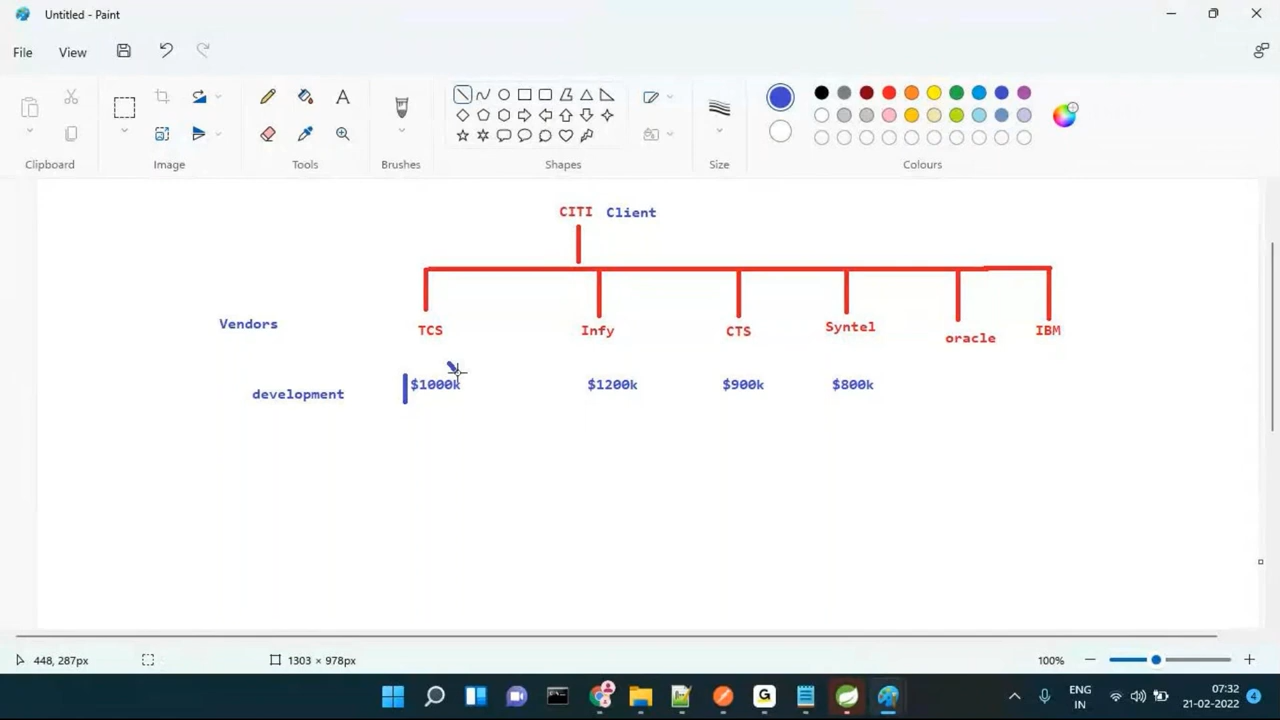 Untitled - Paint
File View
Clipboard Image Tools Brushes Shapes Size Colours
CITI Client
Vendors TCS Infy CTS Syntel oracle IBM
development $1000k $1200k $900k $800k
448, 287px 1303 × 978px 100%
ENG 07:32
IN 21-02-2022 4